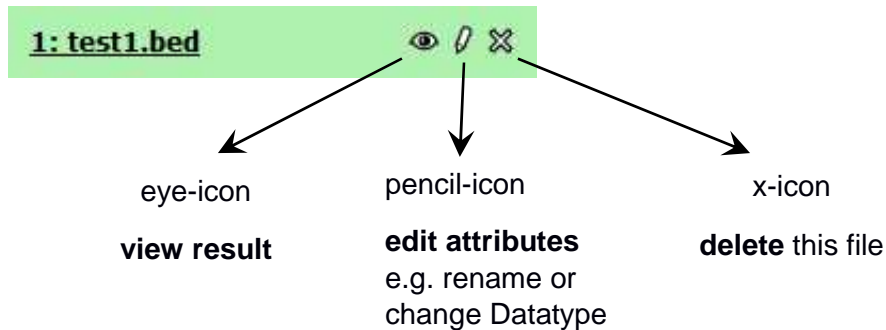 1: test1.bed
eye-icon
pencil-icon
x-icon
view result
edit attributes
delete this file
e.g. rename or
change Datatype